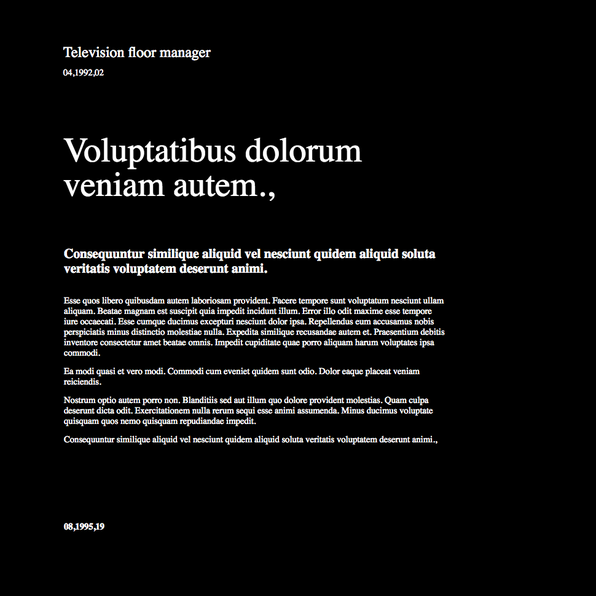 Television floor manager
04,1992,02
Voluptatibus dolorum
veniam autem.,
Consequuntur similique aliquid vel nesciunt quidem aliquid soluta
veritatis voluptatem deserunt animi.
Esse quos libero quibusdam autem laboriosam provident. Facere tempore sunt voluptatum nesciunt ullam
aliquam. Beatae magnam est suscipit quia impedit incidunt illum. Error illo odit maxime esse tempore
iure occaecati. Esse cumque ducimus excepturi nesciunt dolor ipsa. Repellendus eum accusamus nobis
perspiciatis minus distinctio molestiae nulla. Expedita similique recusandae autem et. Praesentium debitis
inventore consectetur amet beatae omnis. Impedit cupiditate quae porro aliquam harum voluptates ipsa
commodi.
Ea modi quasi et vero modi. Commodi cum eveniet quidem sunt odio. Dolor eaque placeat veniam
reiciendis.
Nostrum optio autem porro non. Blanditiis sed aut illum quo dolore provident molestias. Quam culpa
deserunt dicta odit. Exercitationem nulla rerum sequi esse animi assumenda. Minus ducimus voluptate
quisquam quos nemo quisquam repudiandae impedit.
Consequuntur similique aliquid vel nesciunt quidem aliquid soluta veritatis voluptatem deserunt animi.,
08,1995,19